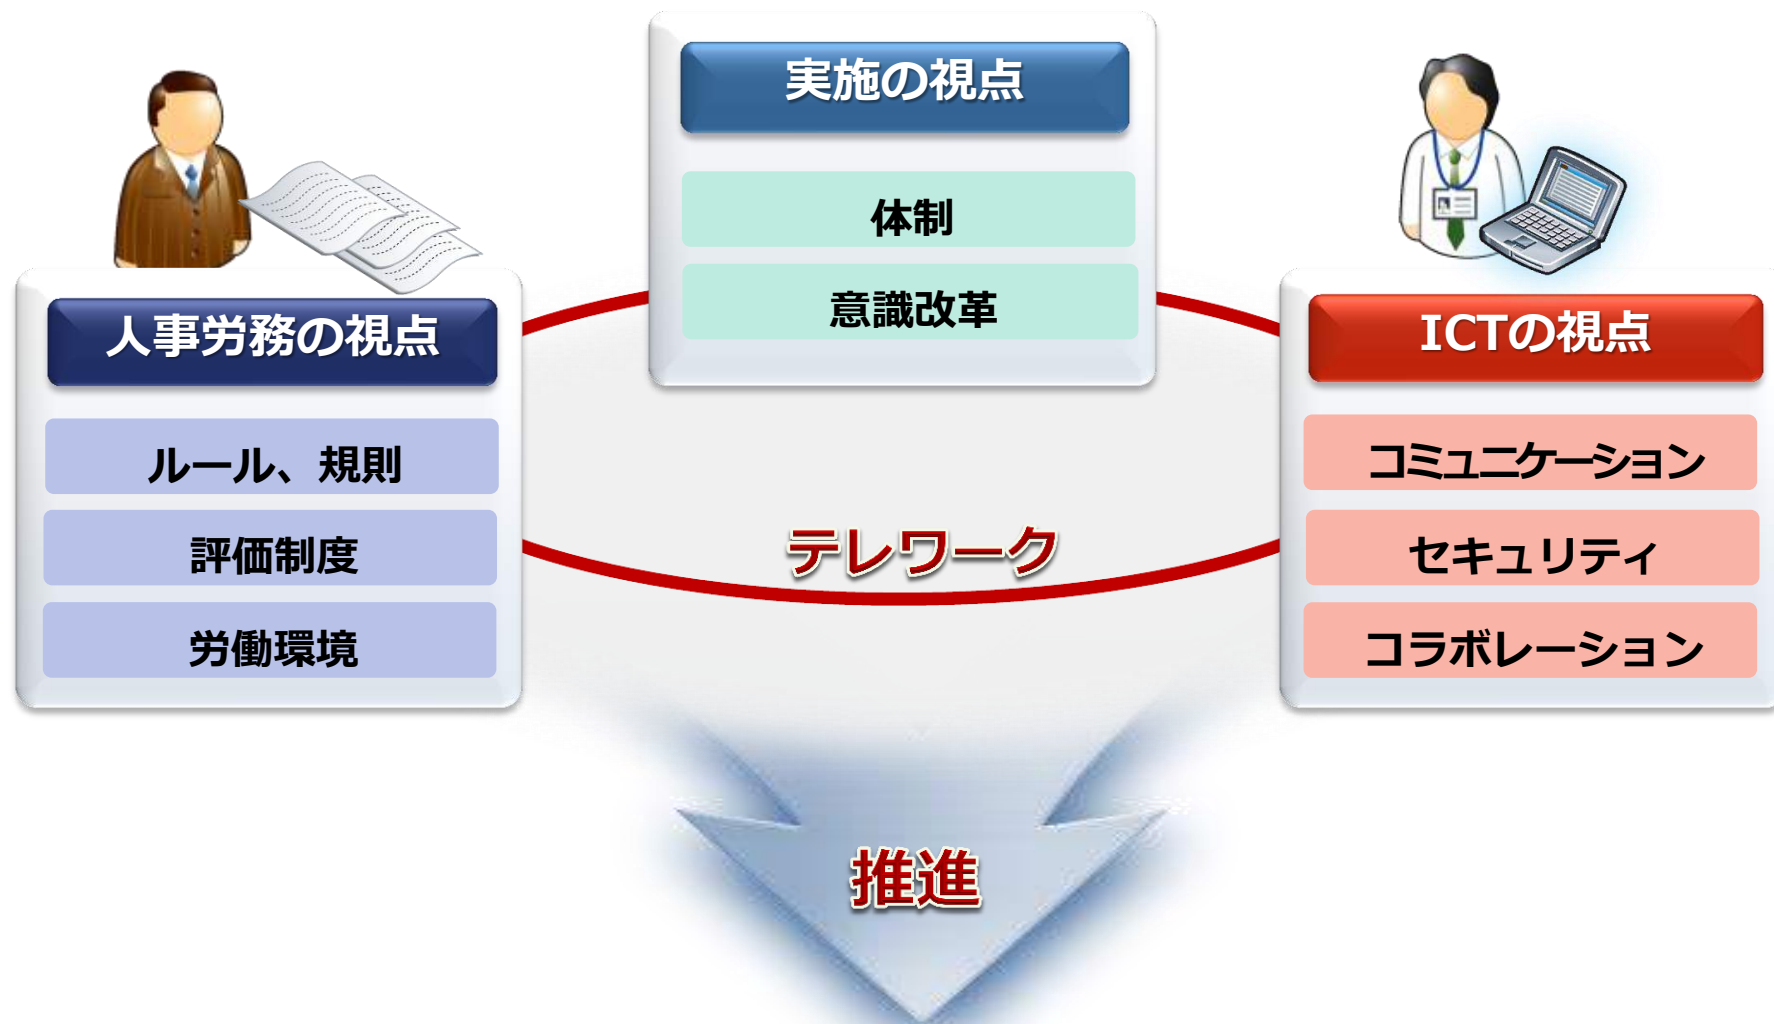 実施の視点
体制
意識改革
人事労務の視点
ルール、規則
評価制度
労働環境
ICTの視点
コミュニケーション
セキュリティ
コラボレーション
テレワーク
推進